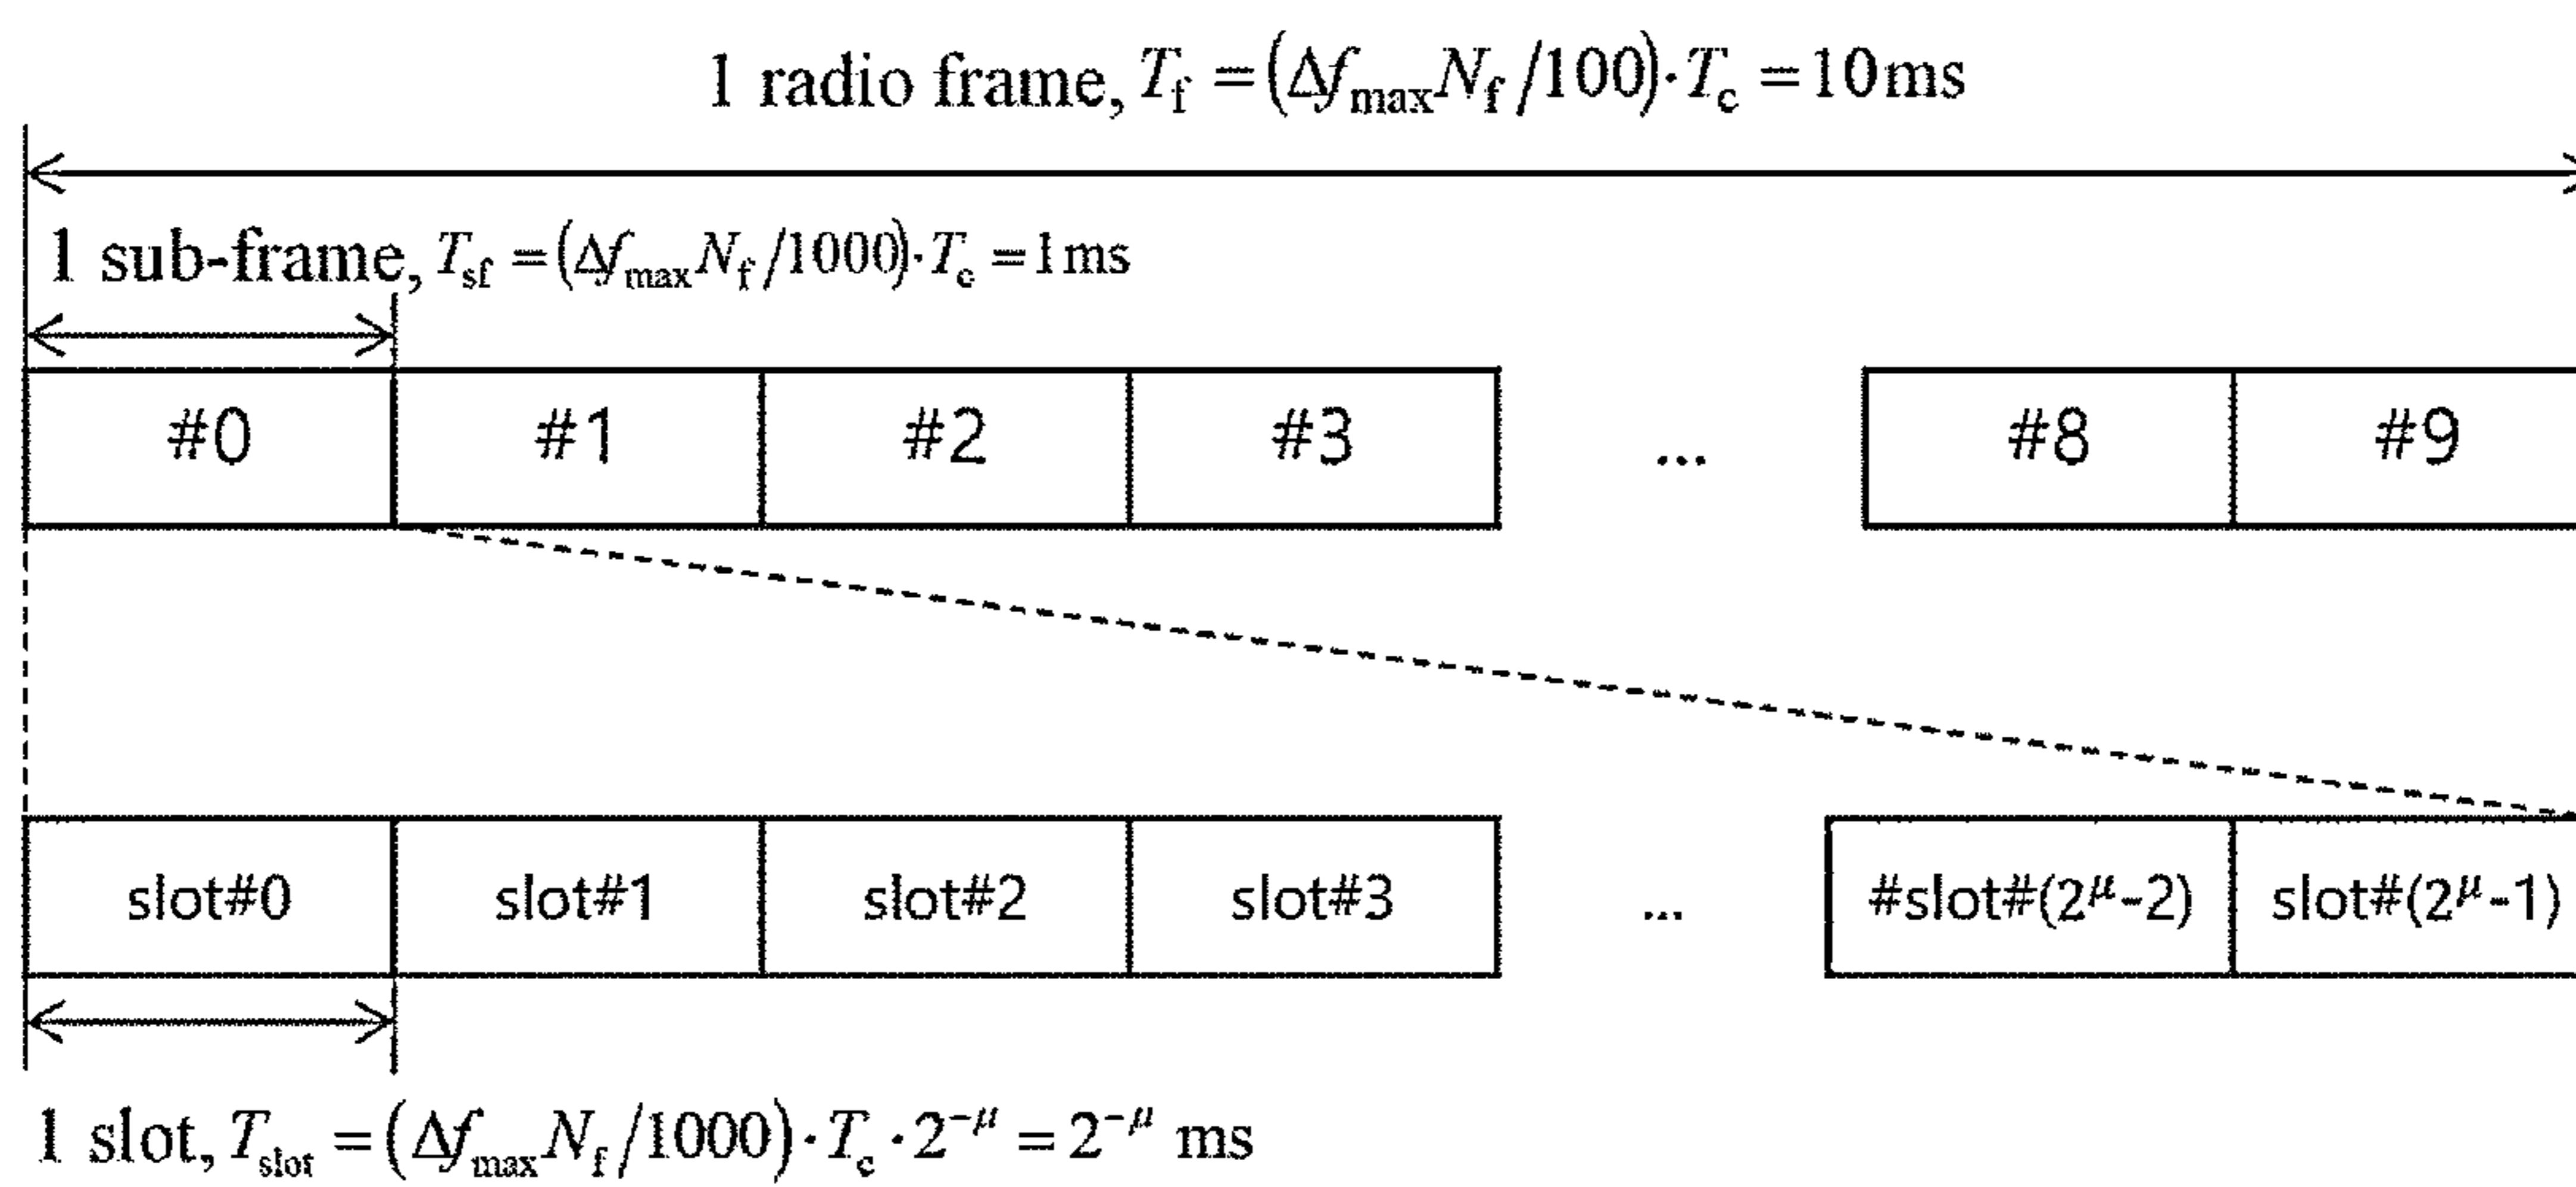 1 radio frame, T_f = (Δf_max N_f /100)·T_c = 10 ms
1 sub-frame, T_sf = (Δf_max N_f /1000)·T_c = 1 ms
#0 #1 #2 #3 ... #8 #9
slot#0 slot#1 slot#2 slot#3 ... #slot#(2^μ-2) slot#(2^μ-1)
1 slot, T_slot = (Δf_max N_f /1000)·T_c·2^{-μ} = 2^{-μ} ms